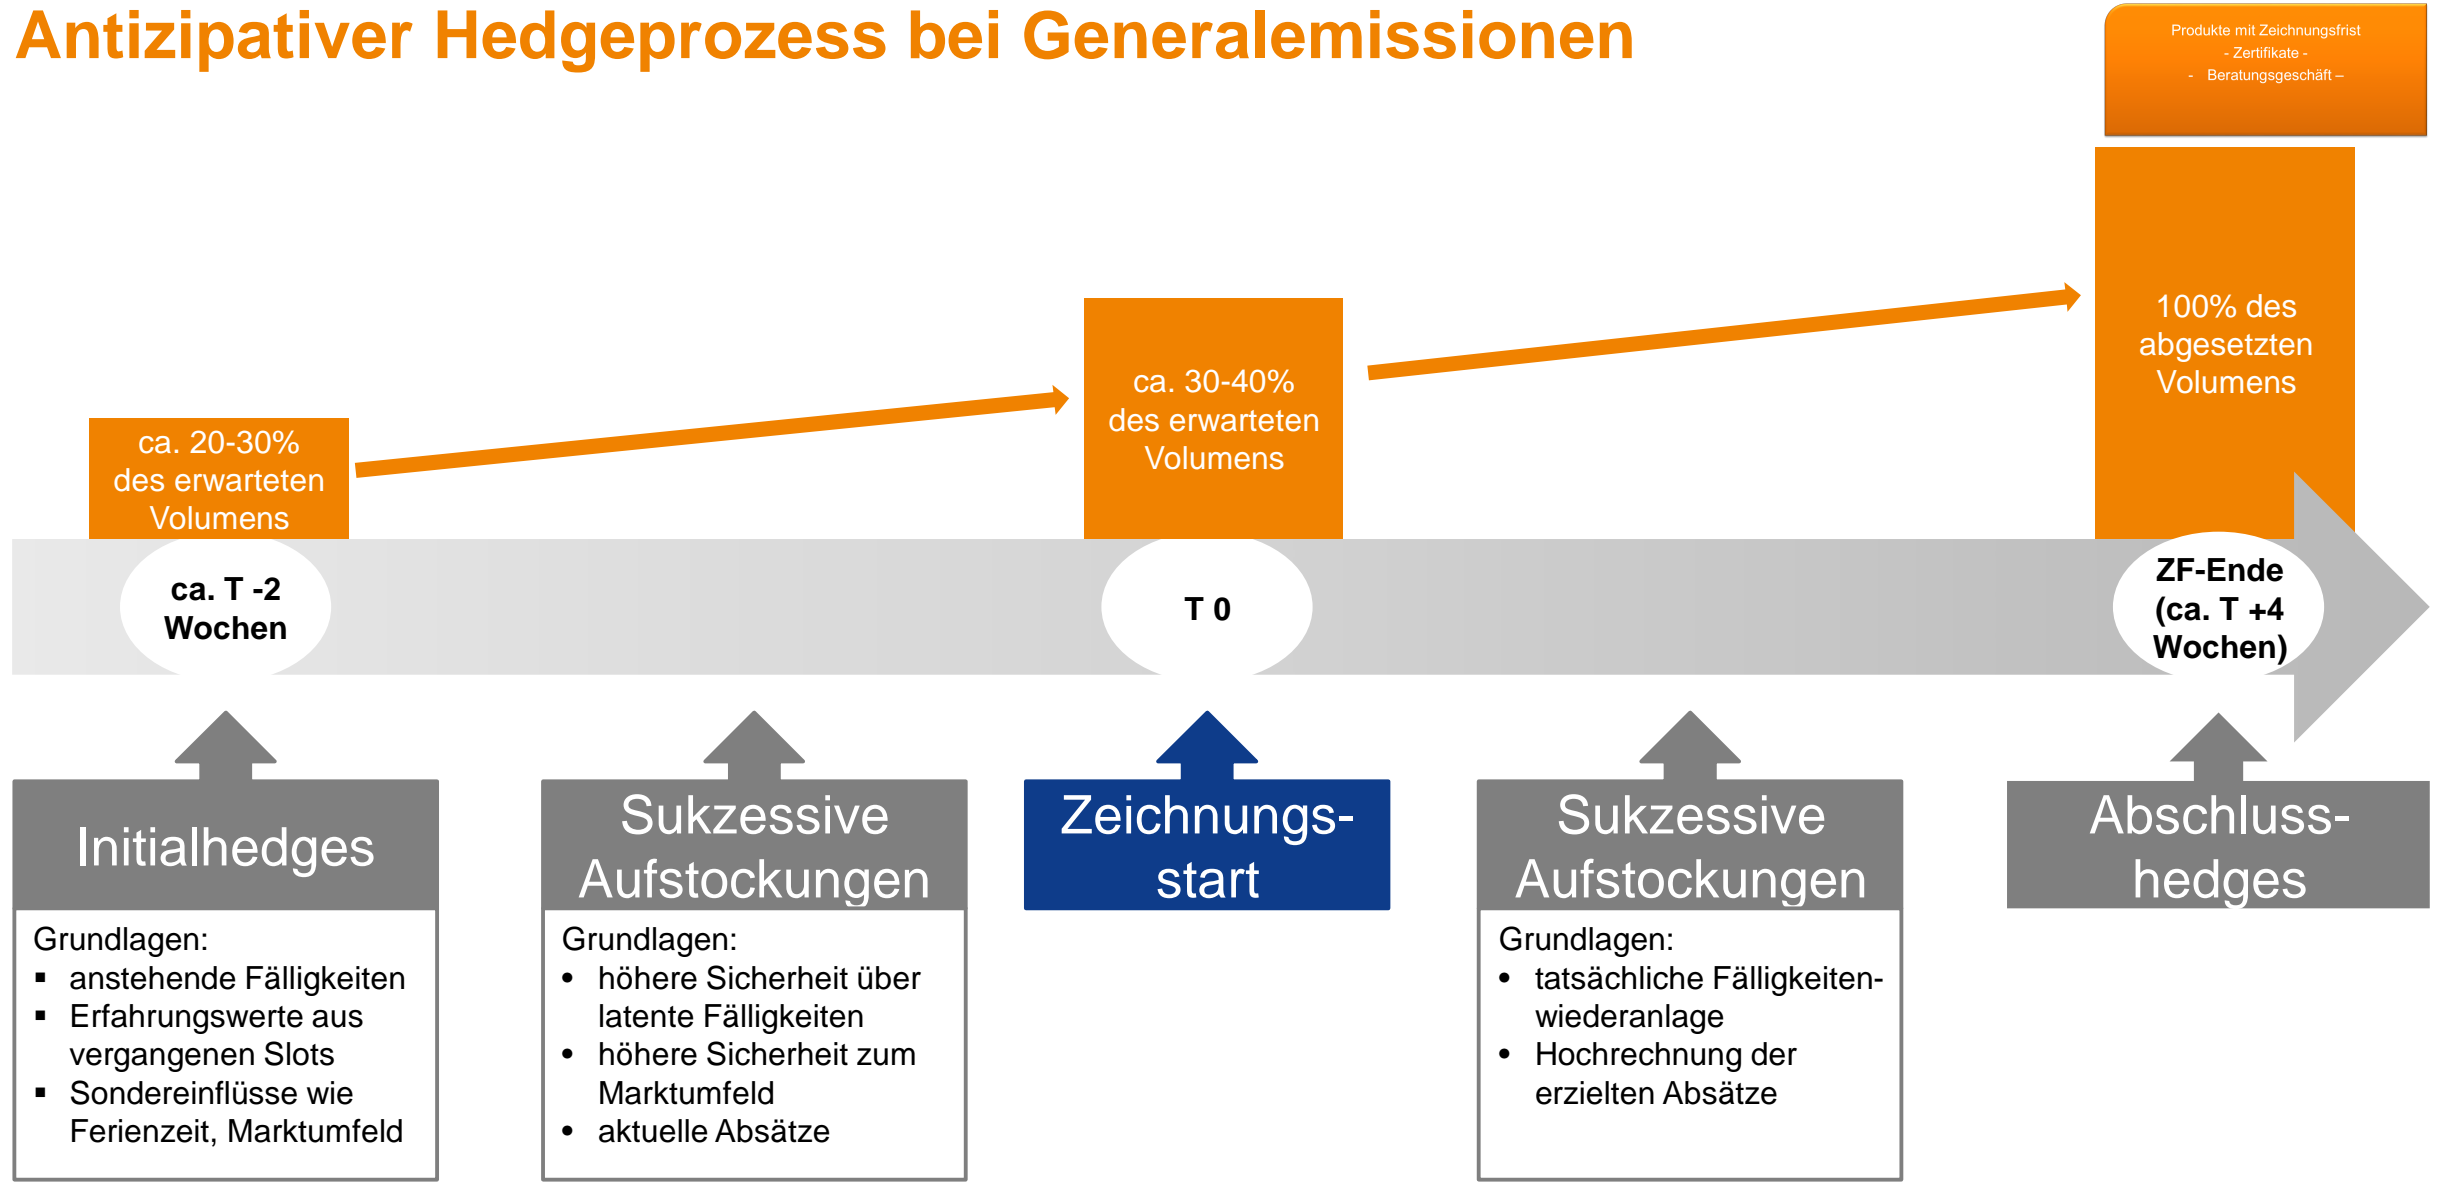 Antizipativer Hedgeprozess bei Generalemissionen
Produkte mit Zeichnungsfrist
- Zertifikate -
- Beratungsgeschäft –
100% des
abgesetzten
Volumens
ca. 30-40%
des erwarteten
Volumens
ca. 20-30%
des erwarteten
Volumens
ca. T -2
Wochen
T 0
ZF-Ende
(ca. T +4
Wochen)
Initialhedges
Grundlagen:
▪ anstehende Fälligkeiten
▪ Erfahrungswerte aus
vergangenen Slots
▪ Sondereinflüsse wie
Ferienzeit, Marktumfeld
Sukzessive
Aufstockungen
Grundlagen:
• höhere Sicherheit über
latente Fälligkeiten
• höhere Sicherheit zum
Marktumfeld
• aktuelle Absätze
Zeichnungs-
start
Sukzessive
Aufstockungen
Grundlagen:
• tatsächliche Fälligkeiten-
wiederanlage
• Hochrechnung der
erzielten Absätze
Abschluss-
hedges